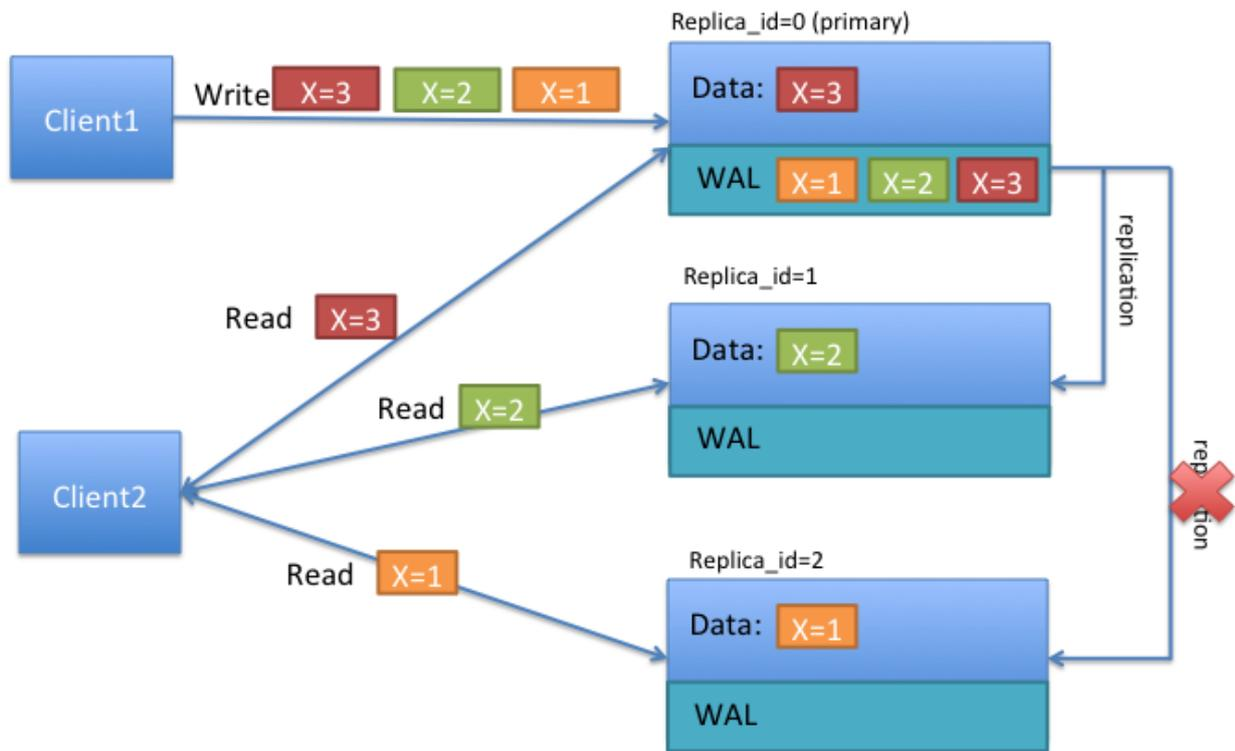 Replica_id=0 (primary)
Client1
Write X=3 X=2 X=1
Data: X=3
WAL X=1 X=2 X=3
replication
Replica_id=1
Read X=3
Data: X=2
Read X=2
WAL
Client2
Replica_id=2
Read X=1
Data: X=1
WAL